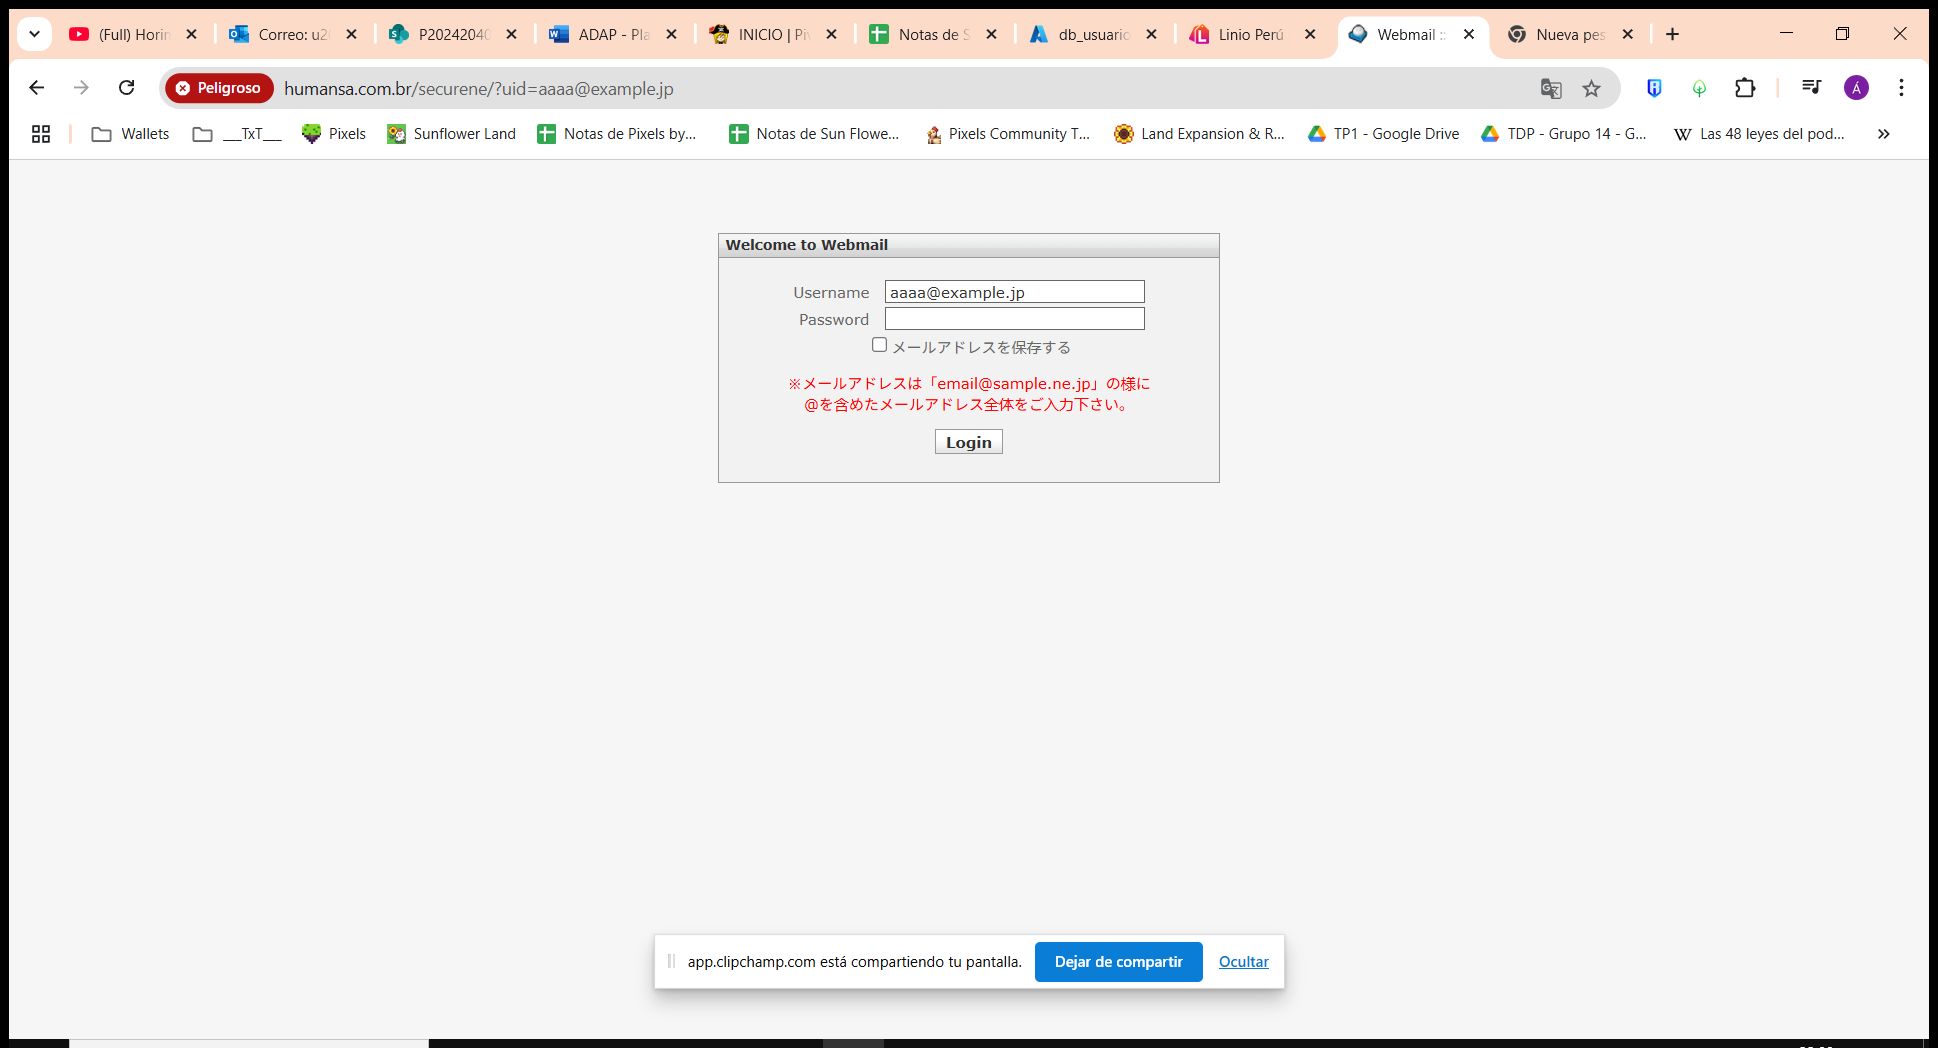 (Full) Horin
Correo: u20
P20242040
ADAP - Pla
INICIO | Piv
Notas de S
db_usuario
Linio Perú
Webmail ::
Nueva pes
Peligroso
humansa.com.br/securene/?uid=aaaa@example.jp
Á
Wallets
__TxT__
Pixels
Sunflower Land
Notas de Pixels by...
Notas de Sun Flowe...
Pixels Community T...
Land Expansion & R...
TP1 - Google Drive
TDP - Grupo 14 - G...
Las 48 leyes del pod...
Welcome to Webmail
Username
aaaa@example.jp
Password
メールアドレスを保存する
※メールアドレスは「email@sample.ne.jp」の様に
@を含めたメールアドレス全体をご入力下さい。
Login
app.clipchamp.com está compartiendo tu pantalla.
Dejar de compartir
Ocultar